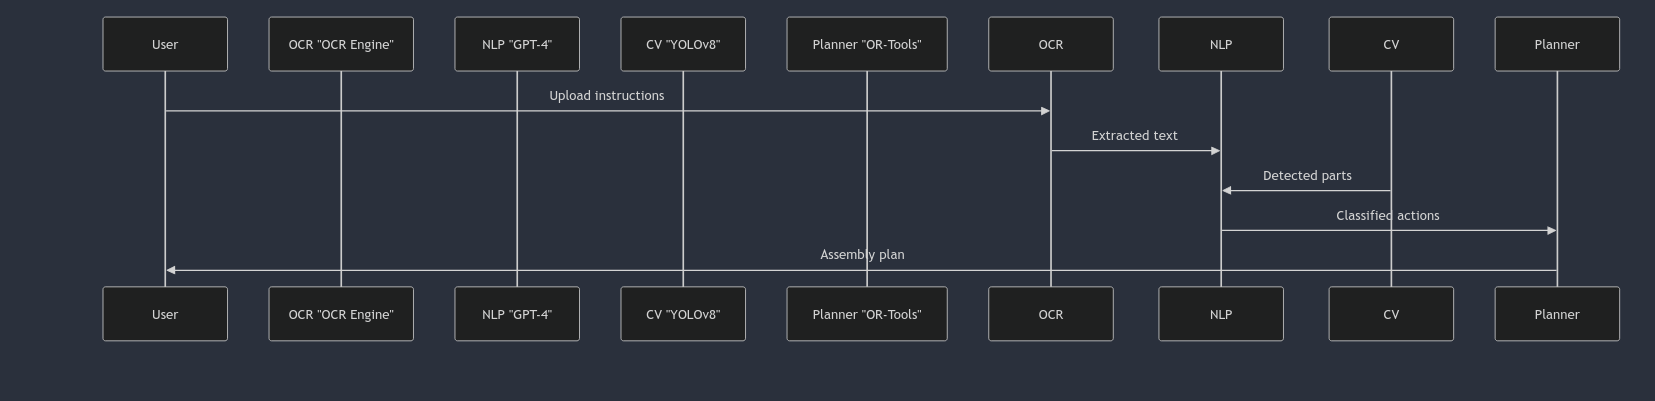 User
OCR "OCR Engine"
NLP "GPT-4"
CV "YOLOv8"
Planner "OR-Tools"
OCR
NLP
CV
Planner
Upload instructions
Extracted text
Detected parts
Classified actions
Assembly plan
User
OCR "OCR Engine"
NLP "GPT-4"
CV "YOLOv8"
Planner "OR-Tools"
OCR
NLP
CV
Planner